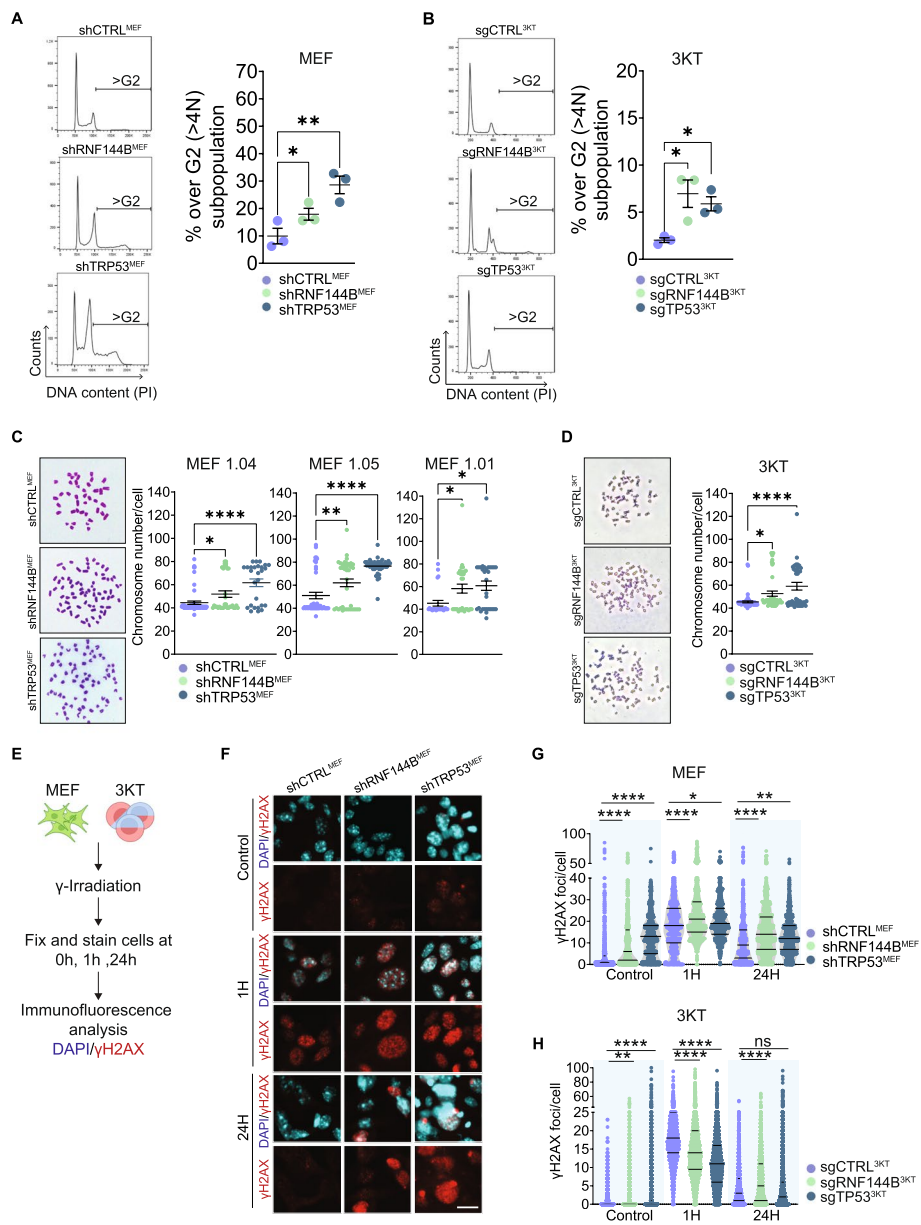 A
shCTRL^MEF
>G2
shRNF144B^MEF
>G2
shTRP53^MEF
>G2
Counts
DNA content (PI)
MEF
% over G2 (>4N)
subpopulation
70
60
50
40
30
20
10
0
*
**
shCTRL^MEF
shRNF144B^MEF
shTRP53^MEF
B
sgCTRL^3KT
>G2
sgRNF144B^3KT
>G2
sgTP53^3KT
>G2
Counts
DNA content (PI)
3KT
% over G2 (>4N)
subpopulation
20
15
10
5
0
*
*
sgCTRL^3KT
sgRNF144B^3KT
sgTP53^3KT
C
shCTRL^MEF
shRNF144B^MEF
shTRP53^MEF
Chromosome number/cell
MEF 1.04
140
120
100
80
60
40
20
0
****
*
MEF 1.05
****
**
MEF 1.01
*
*
shCTRL^MEF
shRNF144B^MEF
shTRP53^MEF
D
sgCTRL^3KT
sgRNF144B^3KT
sgTP53^3KT
3KT
Chromosome number/cell
140
120
100
80
60
40
20
0
****
*
sgCTRL^3KT
sgRNF144B^3KT
sgTP53^3KT
E
MEF 3KT
γ-Irradiation
Fix and stain cells at
0h, 1h ,24h
Immunofluorescence
analysis
DAPI/γH2AX
F
shCTRL^MEF
shRNF144B^MEF
shTRP53^MEF
Control
DAPI/γH2AX
γH2AX
1H
DAPI/γH2AX
γH2AX
24H
DAPI/γH2AX
γH2AX
G
MEF
γH2AX foci/cell
100
50
40
30
20
10
0
****
****
*
****
**
****
Control 1H 24H
shCTRL^MEF
shRNF144B^MEF
shTRP53^MEF
H
3KT
γH2AX foci/cell
100
80
60
40
25
20
15
10
5
0
****
**
****
****
ns
****
Control 1H 24H
sgCTRL^3KT
sgRNF144B^3KT
sgTP53^3KT